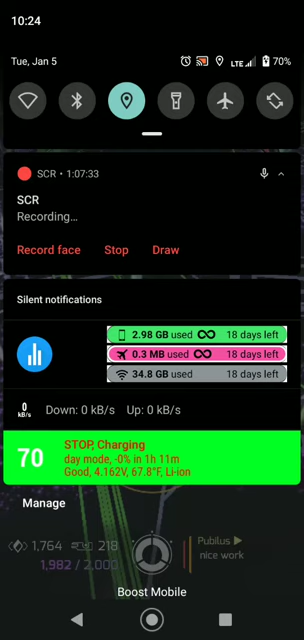 10:24
Tue, Jan 5
LTE 70%
SCR • 1:07:33
SCR
Recording...
Record face Stop Draw
Silent notifications
2.98 GB used 18 days left
0.3 MB used 18 days left
34.8 GB used 18 days left
0 kB/s Down: 0 kB/s Up: 0 kB/s
70
STOP, Charging
day mode, -0% in 1h 11m
Good, 4.162V, 67.8°F, Li-ion
Manage
1,764 218
1,982 / 2,000
Pubilus
nice work
Boost Mobile